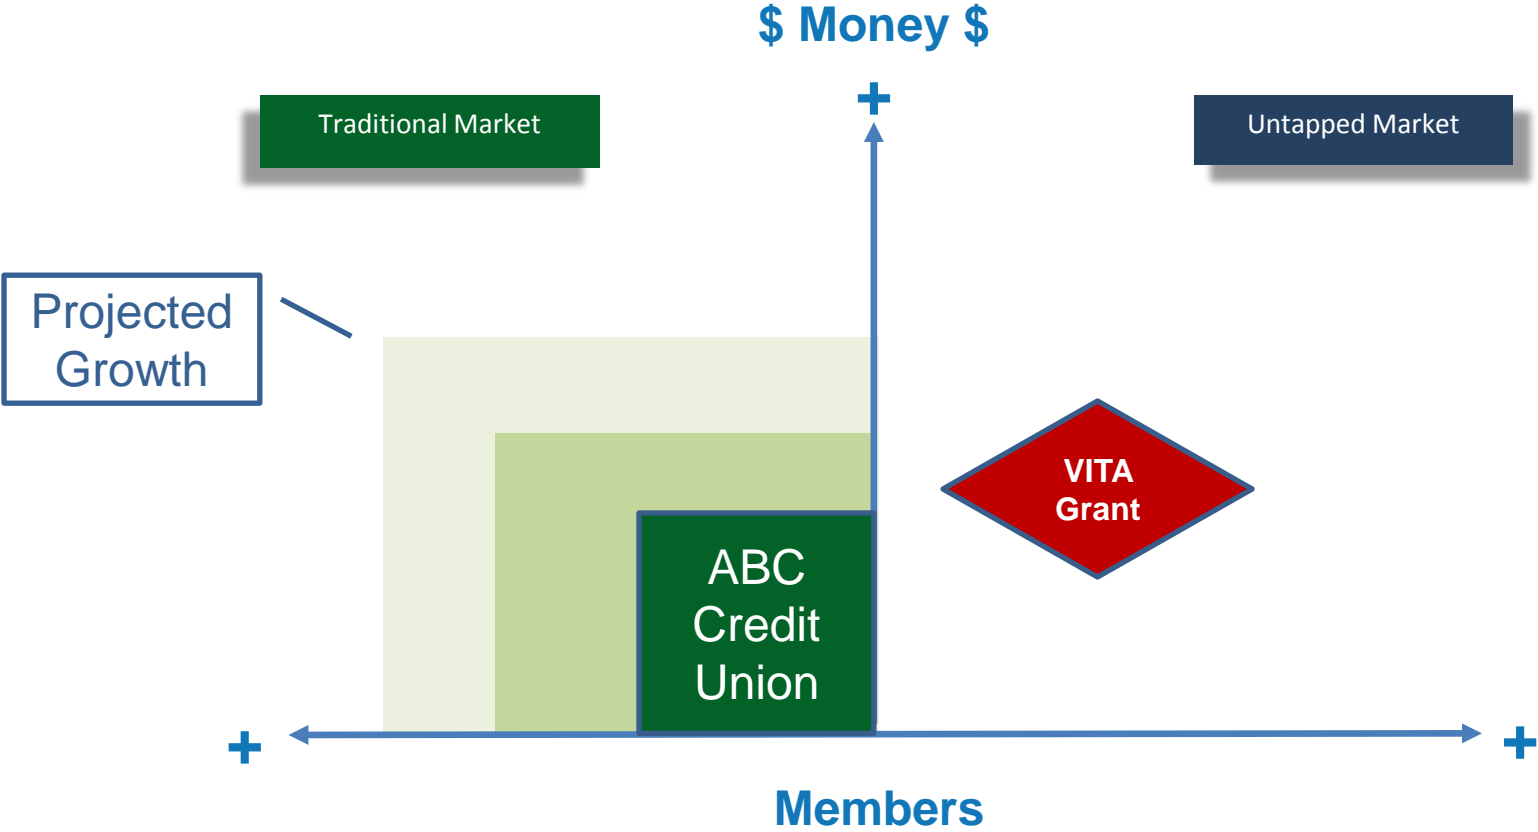 $ Money $
+
Traditional Market
Untapped Market
Projected
Growth
VITA
Grant
ABC
Credit
Union
+
+
Members